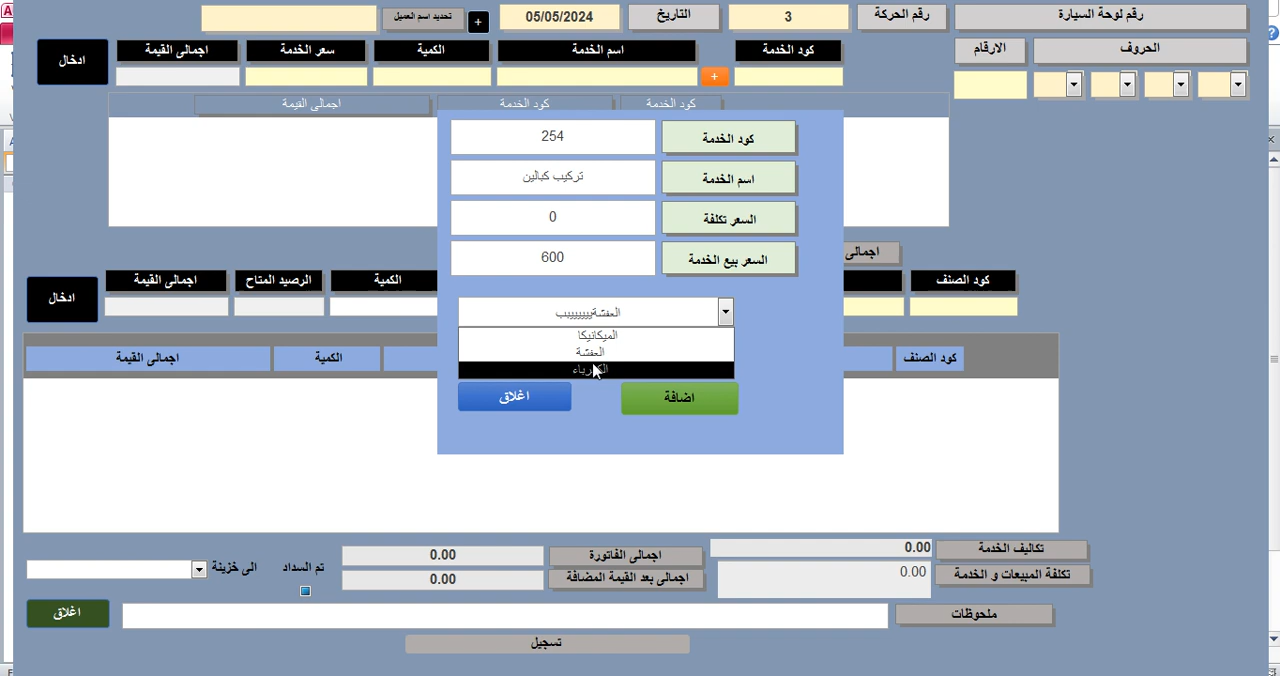 رقم لوحة السيارة
رقم الحركة
3
التاريخ
05/05/2024
+
تحديد اسم العميل
الحروف
الارقام
كود الخدمة
اسم الخدمة
الكمية
سعر الخدمة
اجمالى القيمة
ادخال
+
كود الخدمة
كود الخدمة
اجمالى القيمة
كود الخدمة
254
اسم الخدمة
تركيب كبالين
السعر تكلفة
0
السعر بيع الخدمة
600
العفشةيييييييب
الميكانيكا
العفشة
اضافة
اغلاق
اجمالى
كود الصنف
الكمية
الرصيد المتاح
اجمالى القيمة
ادخال
كود الصنف
الكمية
اجمالى القيمة
تكاليف الخدمة
0.00
اجمالى الفاتورة
0.00
تم السداد
الى خزينة
تكلفة المبيعات و الخدمة
0.00
اجمالى بعد القيمة المضافة
0.00
ملحوظات
اغلاق
تسجيل